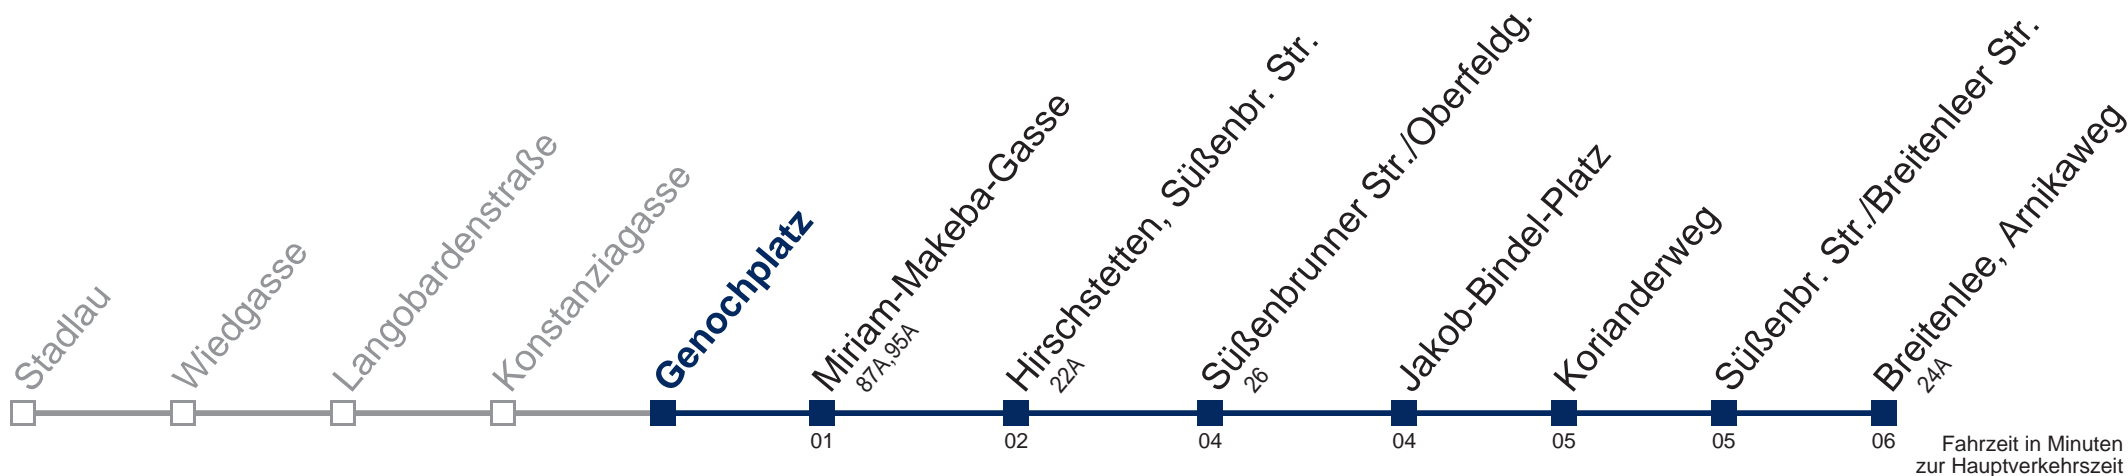 Stadlau
Wiedgasse
Langobardenstraße
Konstanziagasse
Genochplatz
Miriam-Makeba-Gasse
87A,95A
01
Hirschstetten, Süßenbr. Str.
22A
02
Süßenbrunner Str./Oberfeldg.
26
04
Jakob-Bindel-Platz
04
Korianderweg
05
Süßenbr. Str./Breitenleer Str.
05
Breitenlee, Arnikaweg
24A
06
Fahrzeit in Minuten
zur Hauptverkehrszeit